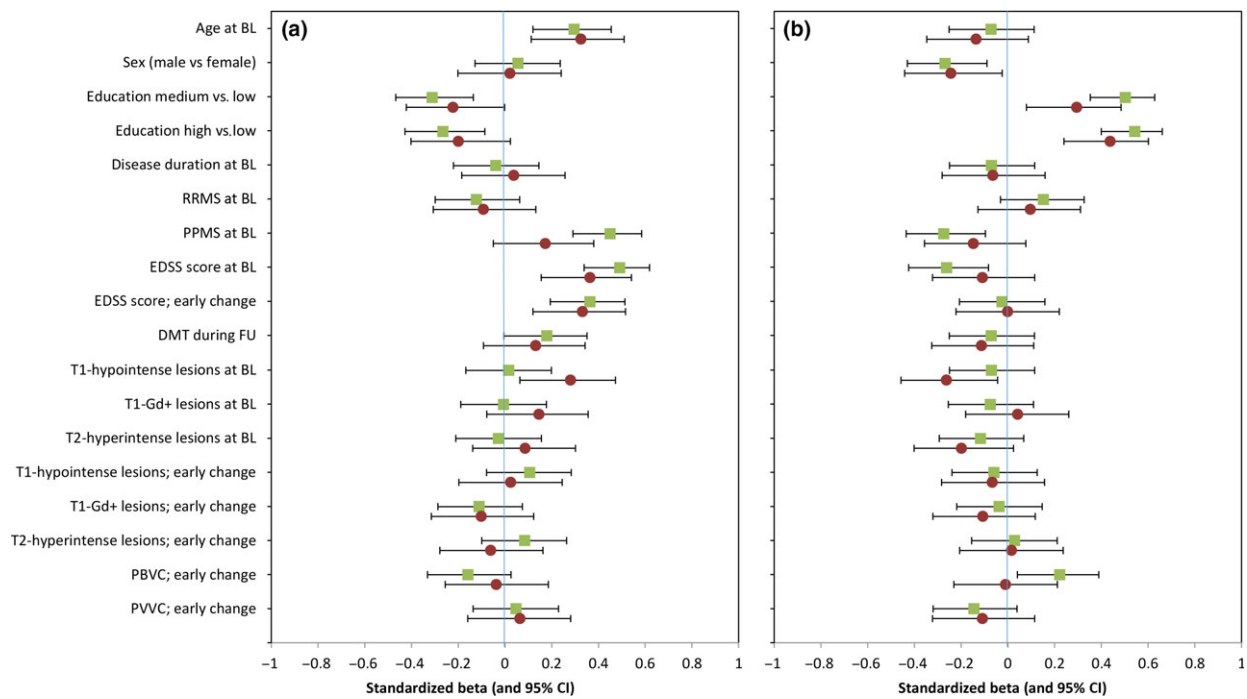 (a)
(b)
Age at BL
Sex (male vs female)
Education medium vs. low
Education high vs.low
Disease duration at BL
RRMS at BL
PPMS at BL
EDSS score at BL
EDSS score; early change
DMT during FU
T1-hypointense lesions at BL
T1-Gd+ lesions at BL
T2-hyperintense lesions at BL
T1-hypointense lesions; early change
T1-Gd+ lesions; early change
T2-hyperintense lesions; early change
PBVC; early change
PVVC; early change
−1 −0.8 −0.6 −0.4 −0.2 0 0.2 0.4 0.6 0.8 1
Standardized beta (and 95% CI)
−1 −0.8 −0.6 −0.4 −0.2 0 0.2 0.4 0.6 0.8 1
Standardized beta (and 95% CI)